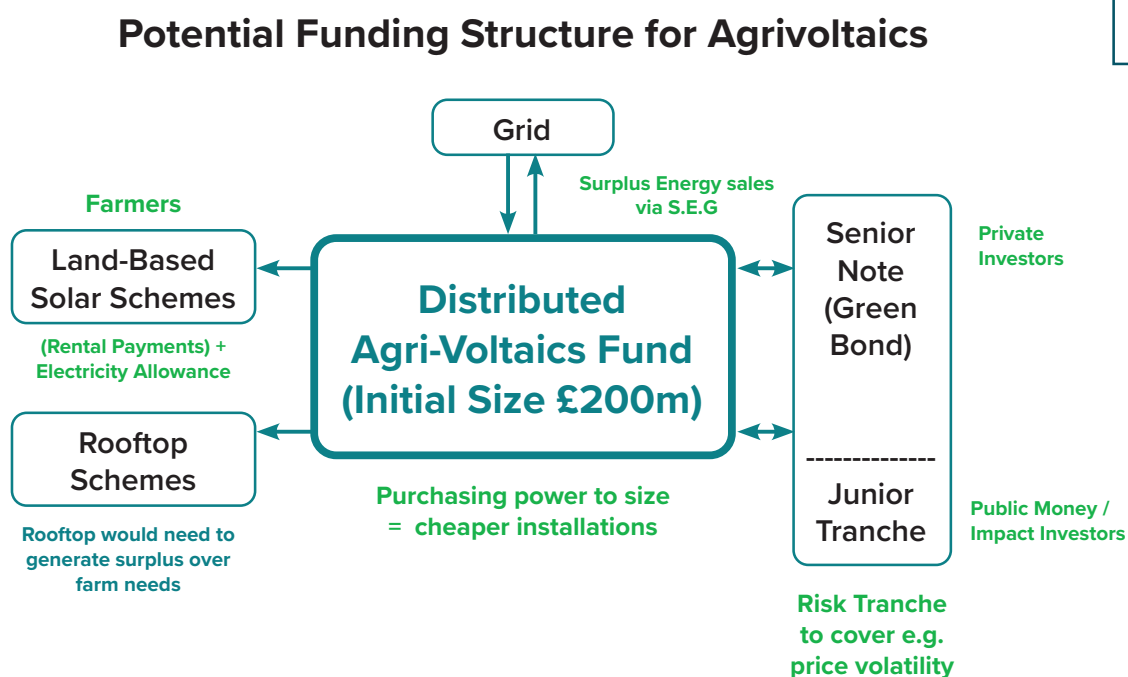 Potential Funding Structure for Agrivoltaics
Grid
Surplus Energy sales
via S.E.G
Farmers
Land-Based
Solar Schemes
(Rental Payments) +
Electricity Allowance
Rooftop
Schemes
Rooftop would need to
generate surplus over
farm needs
Distributed
Agri-Voltaics Fund
(Initial Size £200m)
Purchasing power to size
= cheaper installations
Senior
Note
(Green
Bond)
--------------
Junior
Tranche
Private
Investors
Public Money /
Impact Investors
Risk Tranche
to cover e.g.
price volatility